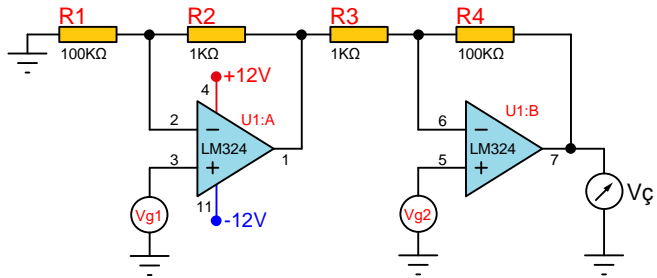 R1 R2 R3 R4
100KΩ 1KΩ 1KΩ 100KΩ
+12V
4
U1:A U1:B
2 6
LM324 LM324
3 1 5 7
11
Vg1 Vg2 Vç
-12V